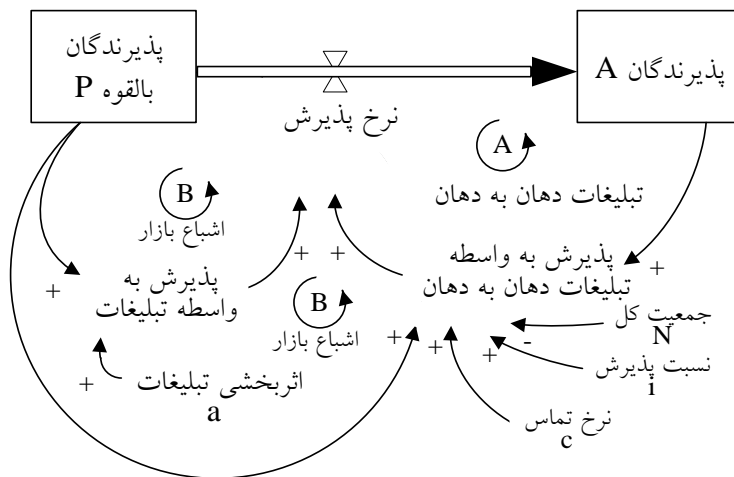 پذیرندگان
بالقوه P
پذیرندگان A
نرخ پذیرش
A
تبلیغات دهان به دهان
B
اشباع بازار
پذیرش به واسطه
تبلیغات دهان به دهان
+
+
+
+
پذیرش به
واسطه تبلیغات
B
اشباع بازار
جمعیت کل
N
-
+
+
+
نسبت پذیرش
i
+
اثربخشی تبلیغات
a
نرخ تماس
c